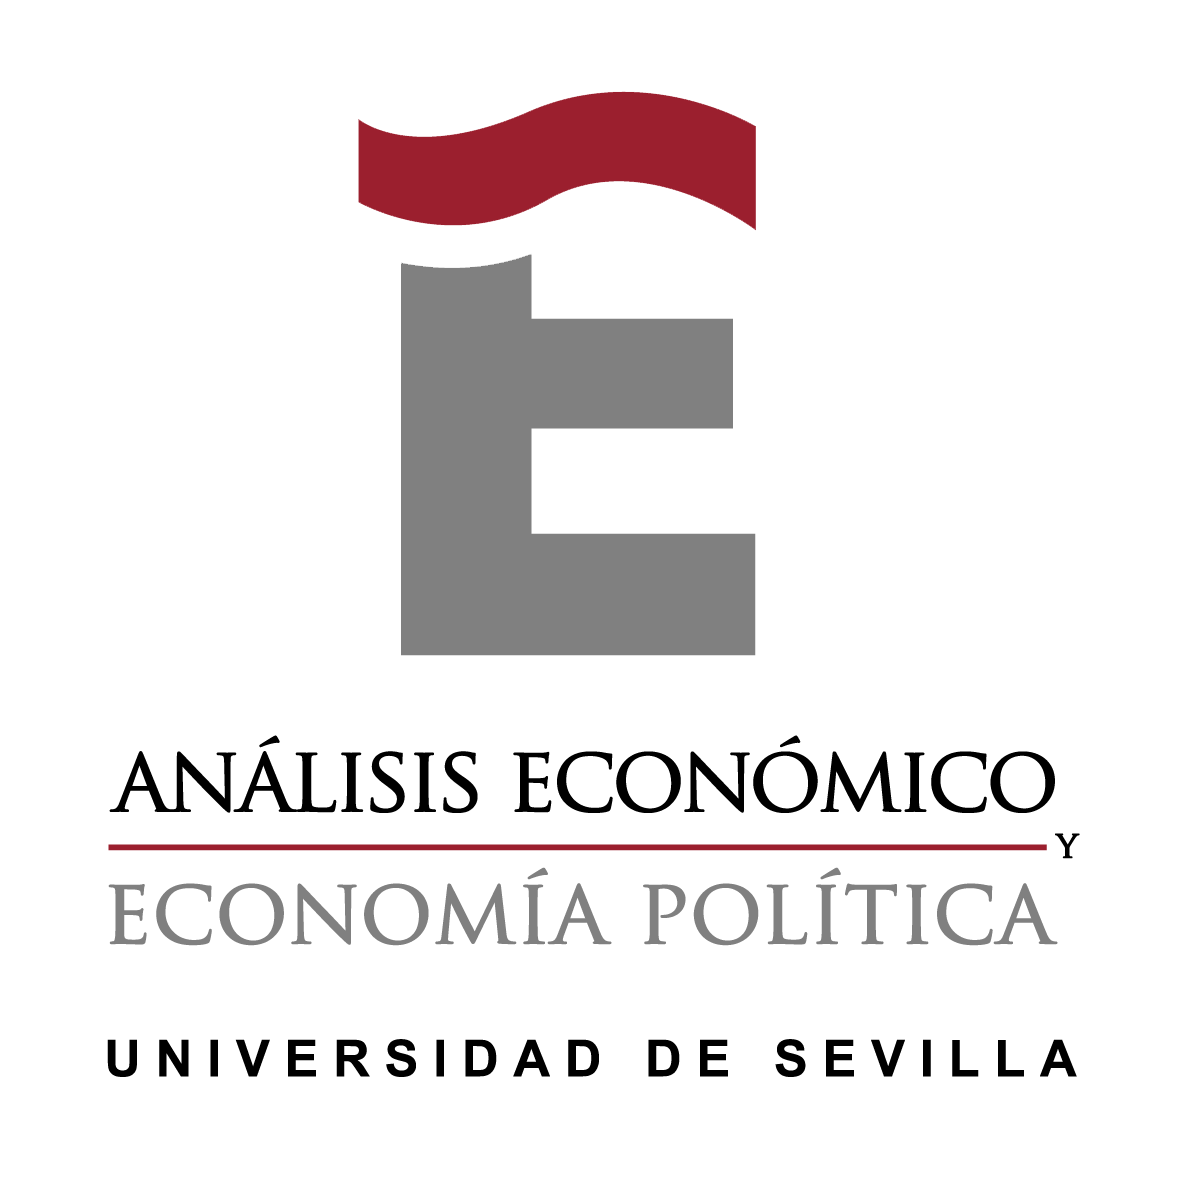 E
ANÁLISIS ECONÓMICO
Y
ECONOMÍA POLÍTICA
UNIVERSIDAD DE SEVILLA